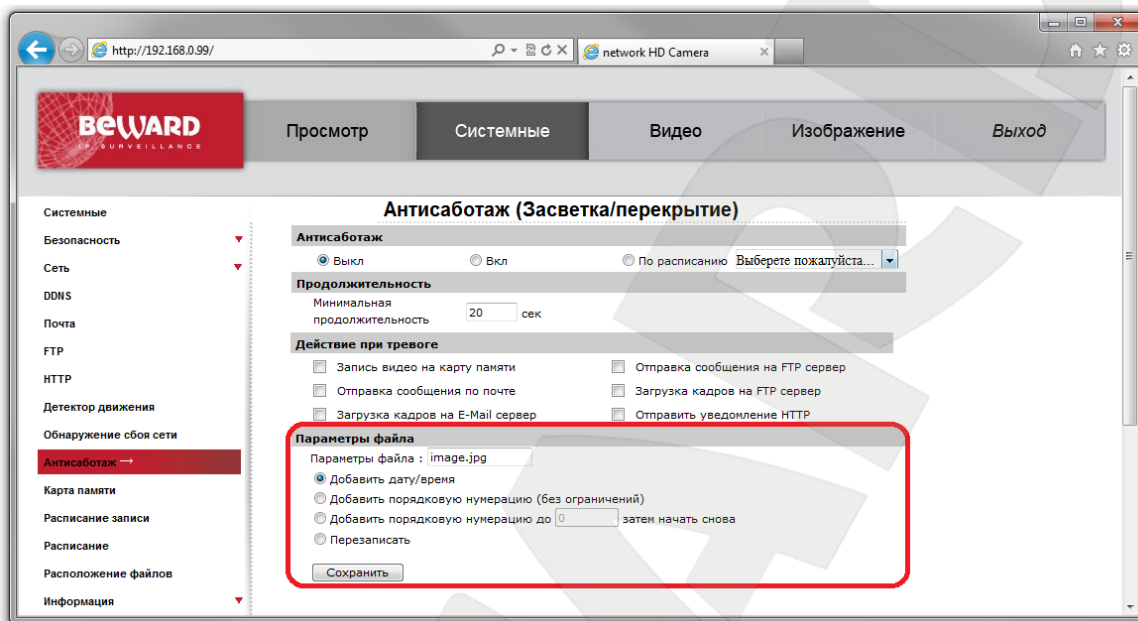 http://192.168.0.99/
network HD Camera
BEWARD
IP SURVEILLANCE
Просмотр
Системные
Видео
Изображение
Выход
Системные
Безопасность
Сеть
DDNS
Почта
FTP
HTTP
Детектор движения
Обнаружение сбоя сети
Антисаботаж →
Карта памяти
Расписание записи
Расписание
Расположение файлов
Информация
Антисаботаж (Засветка/перекрытие)
Антисаботаж
Выкл Вкл По расписанию Выберете пожалуйста...
Продолжительность
Минимальная
продолжительность 20 сек
Действие при тревоге
Запись видео на карту памяти Отправка сообщения на FTP сервер
Отправка сообщения по почте Загрузка кадров на FTP сервер
Загрузка кадров на E-Mail сервер Отправить уведомление HTTP
Параметры файла
Параметры файла : image.jpg
Добавить дату/время
Добавить порядковую нумерацию (без ограничений)
Добавить порядковую нумерацию до 0 затем начать снова
Перезаписать
Сохранить